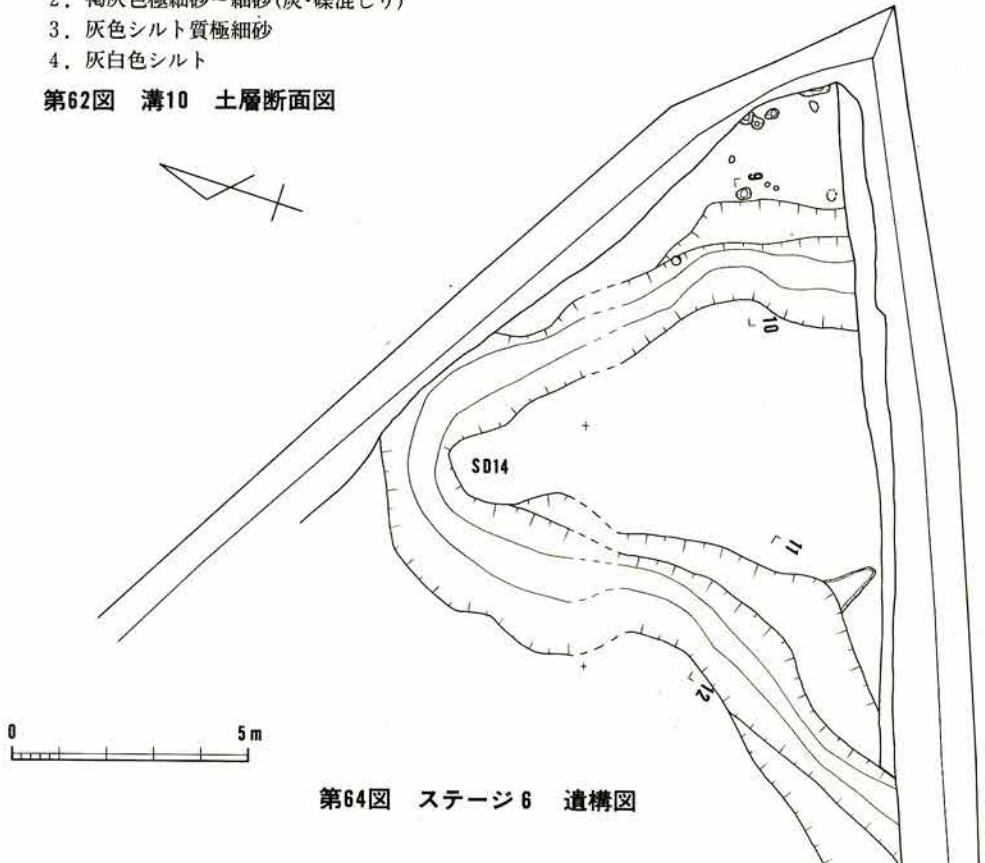 2．褐灰色極細砂～細砂(炭・礫混じり)
3．灰色シルト質極細砂
4．灰白色シルト
第62図　溝10　土層断面図
9
10
SD14
11
12
0 5m
第64図　ステージ6　遺構図